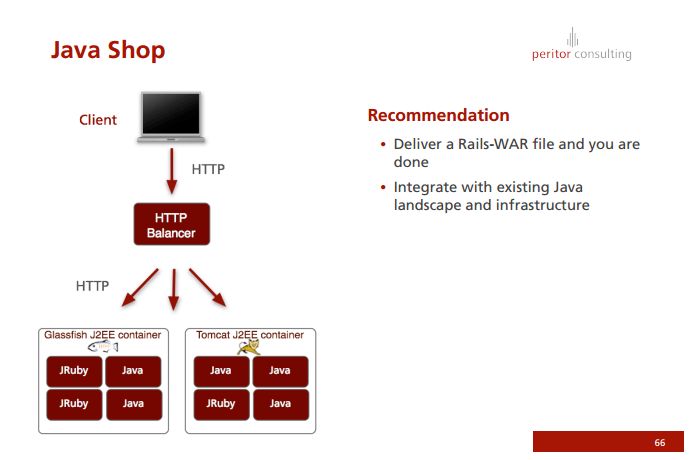 Java Shop
peritor consulting
Client
HTTP
HTTP
Balancer
HTTP
Glassfish J2EE container
JRuby
Java
JRuby
Java
Tomcat J2EE container
Java
Java
JRuby
Java
Recommendation
• Deliver a Rails-WAR file and you are
done
• Integrate with existing Java
landscape and infrastructure
66